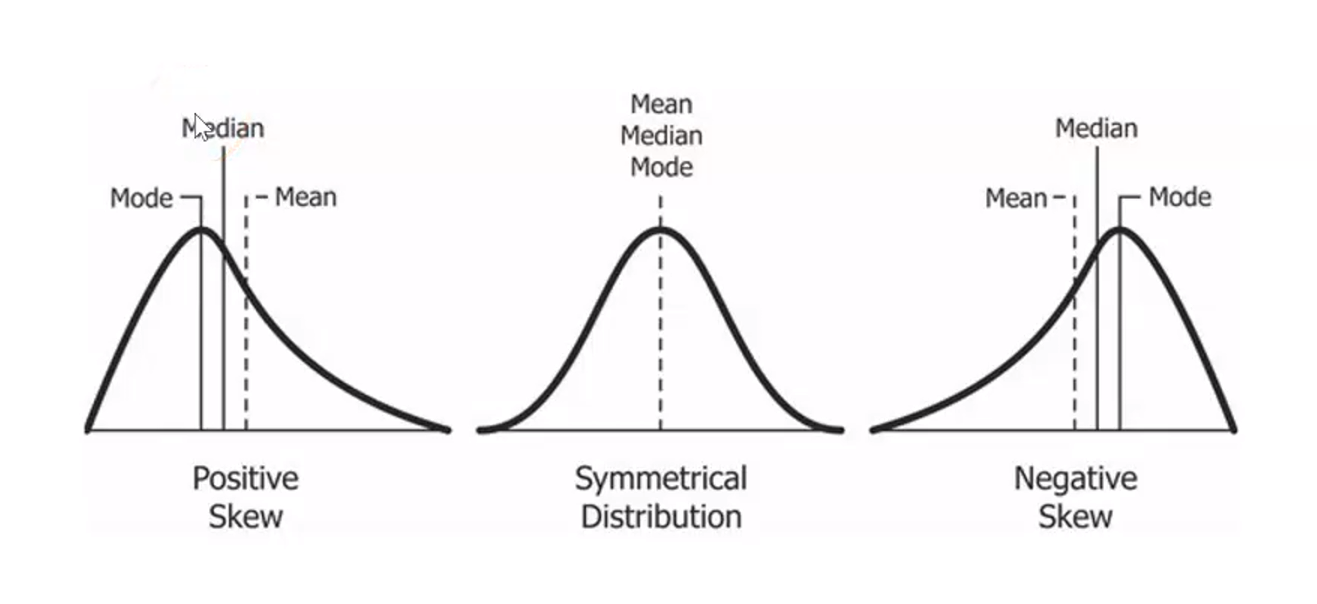 Median
Mode
Mean
Positive
Skew
Mean
Median
Mode
Symmetrical
Distribution
Median
Mean
Mode
Negative
Skew